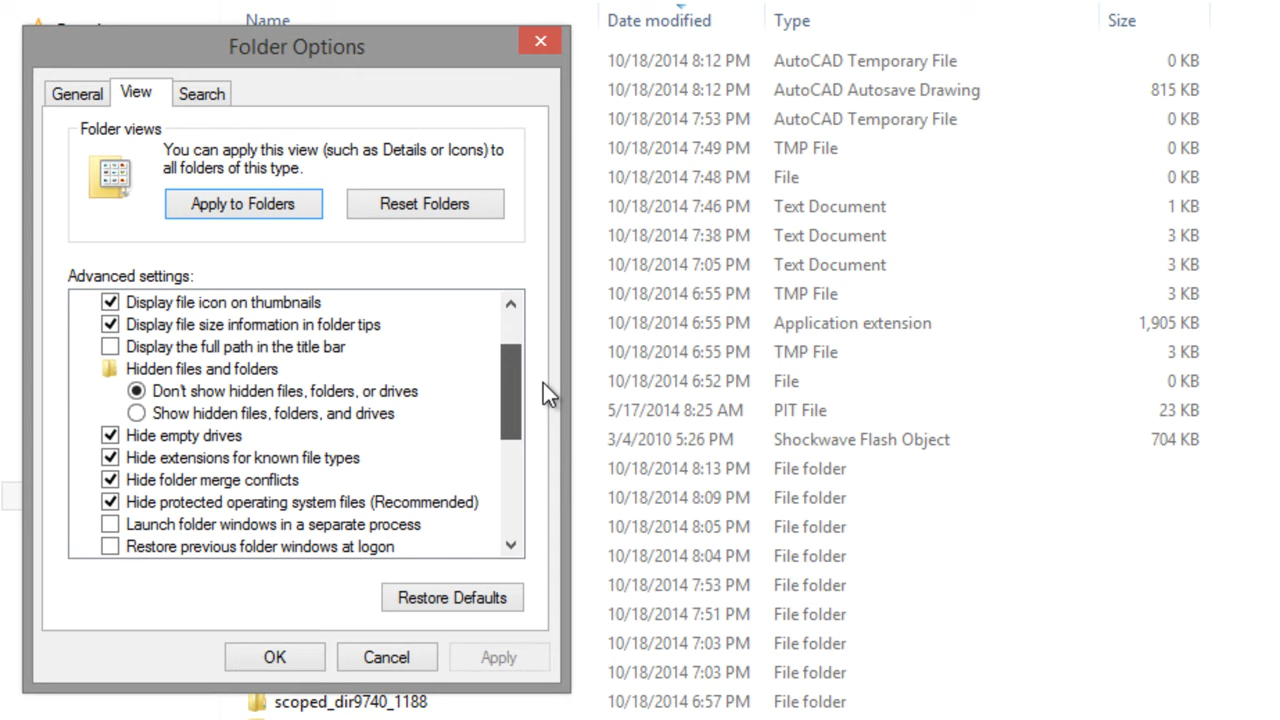 Name
Date modified
Type
Size
Folder Options
General
View
Search
Folder views
You can apply this view (such as Details or Icons) to
all folders of this type.
Apply to Folders
Reset Folders
Advanced settings:
Display file icon on thumbnails
Display file size information in folder tips
Display the full path in the title bar
Hidden files and folders
Don't show hidden files, folders, or drives
Show hidden files, folders, and drives
Hide empty drives
Hide extensions for known file types
Hide folder merge conflicts
Hide protected operating system files (Recommended)
Launch folder windows in a separate process
Restore previous folder windows at logon
Restore Defaults
OK
Cancel
Apply
10/18/2014 8:12 PM AutoCAD Temporary File 0 KB
10/18/2014 8:12 PM AutoCAD Autosave Drawing 815 KB
10/18/2014 7:53 PM AutoCAD Temporary File 0 KB
10/18/2014 7:49 PM TMP File 0 KB
10/18/2014 7:48 PM File 0 KB
10/18/2014 7:46 PM Text Document 1 KB
10/18/2014 7:38 PM Text Document 3 KB
10/18/2014 7:05 PM Text Document 3 KB
10/18/2014 6:55 PM TMP File 3 KB
10/18/2014 6:55 PM Application extension 1,905 KB
10/18/2014 6:55 PM TMP File 3 KB
10/18/2014 6:52 PM File 0 KB
5/17/2014 8:25 AM PIT File 23 KB
3/4/2010 5:26 PM Shockwave Flash Object 704 KB
10/18/2014 8:13 PM File folder
10/18/2014 8:09 PM File folder
10/18/2014 8:05 PM File folder
10/18/2014 8:04 PM File folder
10/18/2014 7:53 PM File folder
10/18/2014 7:51 PM File folder
10/18/2014 7:03 PM File folder
10/18/2014 7:03 PM File folder
scoped_dir9740_1188 10/18/2014 6:57 PM File folder